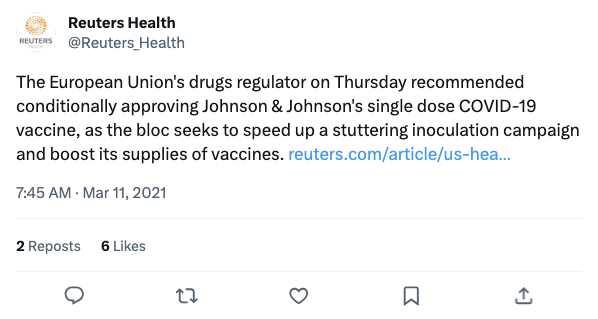 Reuters Health
@Reuters_Health
REUTERS
HEALTH
The European Union's drugs regulator on Thursday recommended
conditionally approving Johnson & Johnson's single dose COVID-19
vaccine, as the bloc seeks to speed up a stuttering inoculation campaign
and boost its supplies of vaccines. reuters.com/article/us-hea...
7:45 AM · Mar 11, 2021
2 Reposts 6 Likes